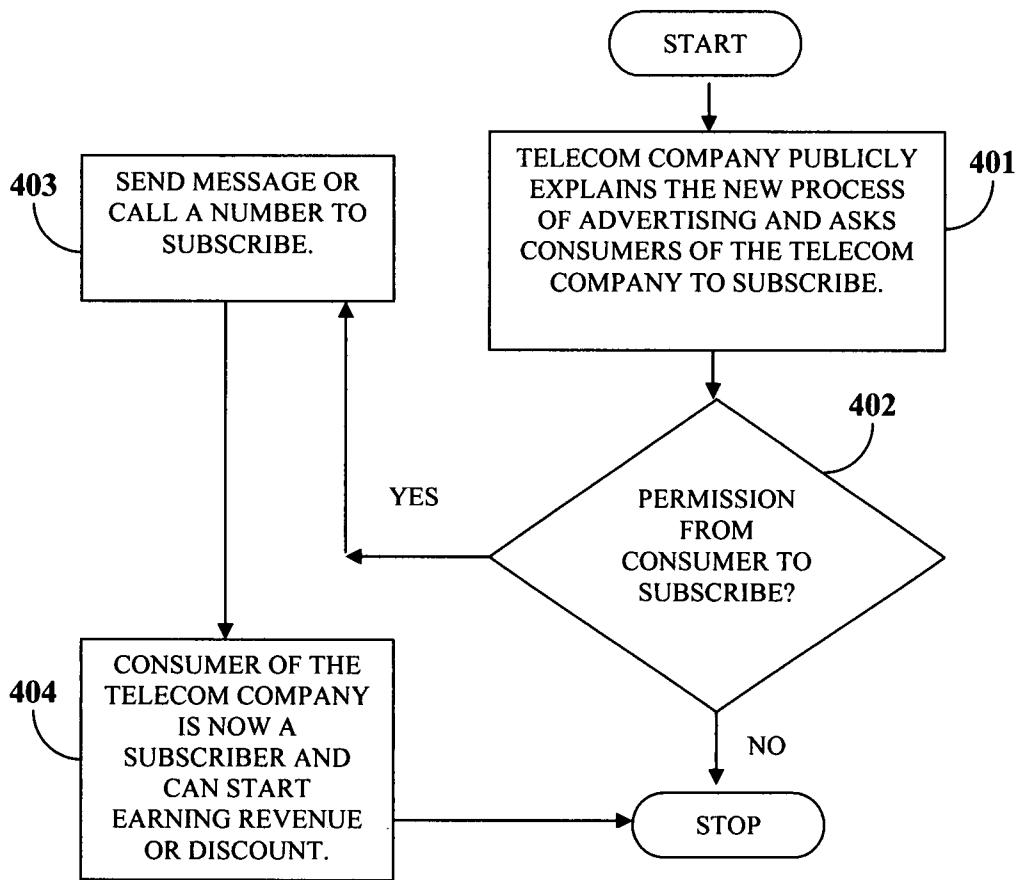 START
401
TELECOM COMPANY PUBLICLY
EXPLAINS THE NEW PROCESS
OF ADVERTISING AND ASKS
CONSUMERS OF THE TELECOM
COMPANY TO SUBSCRIBE.
402
PERMISSION
FROM
CONSUMER TO
SUBSCRIBE?
YES
403
SEND MESSAGE OR
CALL A NUMBER TO
SUBSCRIBE.
404
CONSUMER OF THE
TELECOM COMPANY
IS NOW A
SUBSCRIBER AND
CAN START
EARNING REVENUE
OR DISCOUNT.
NO
STOP